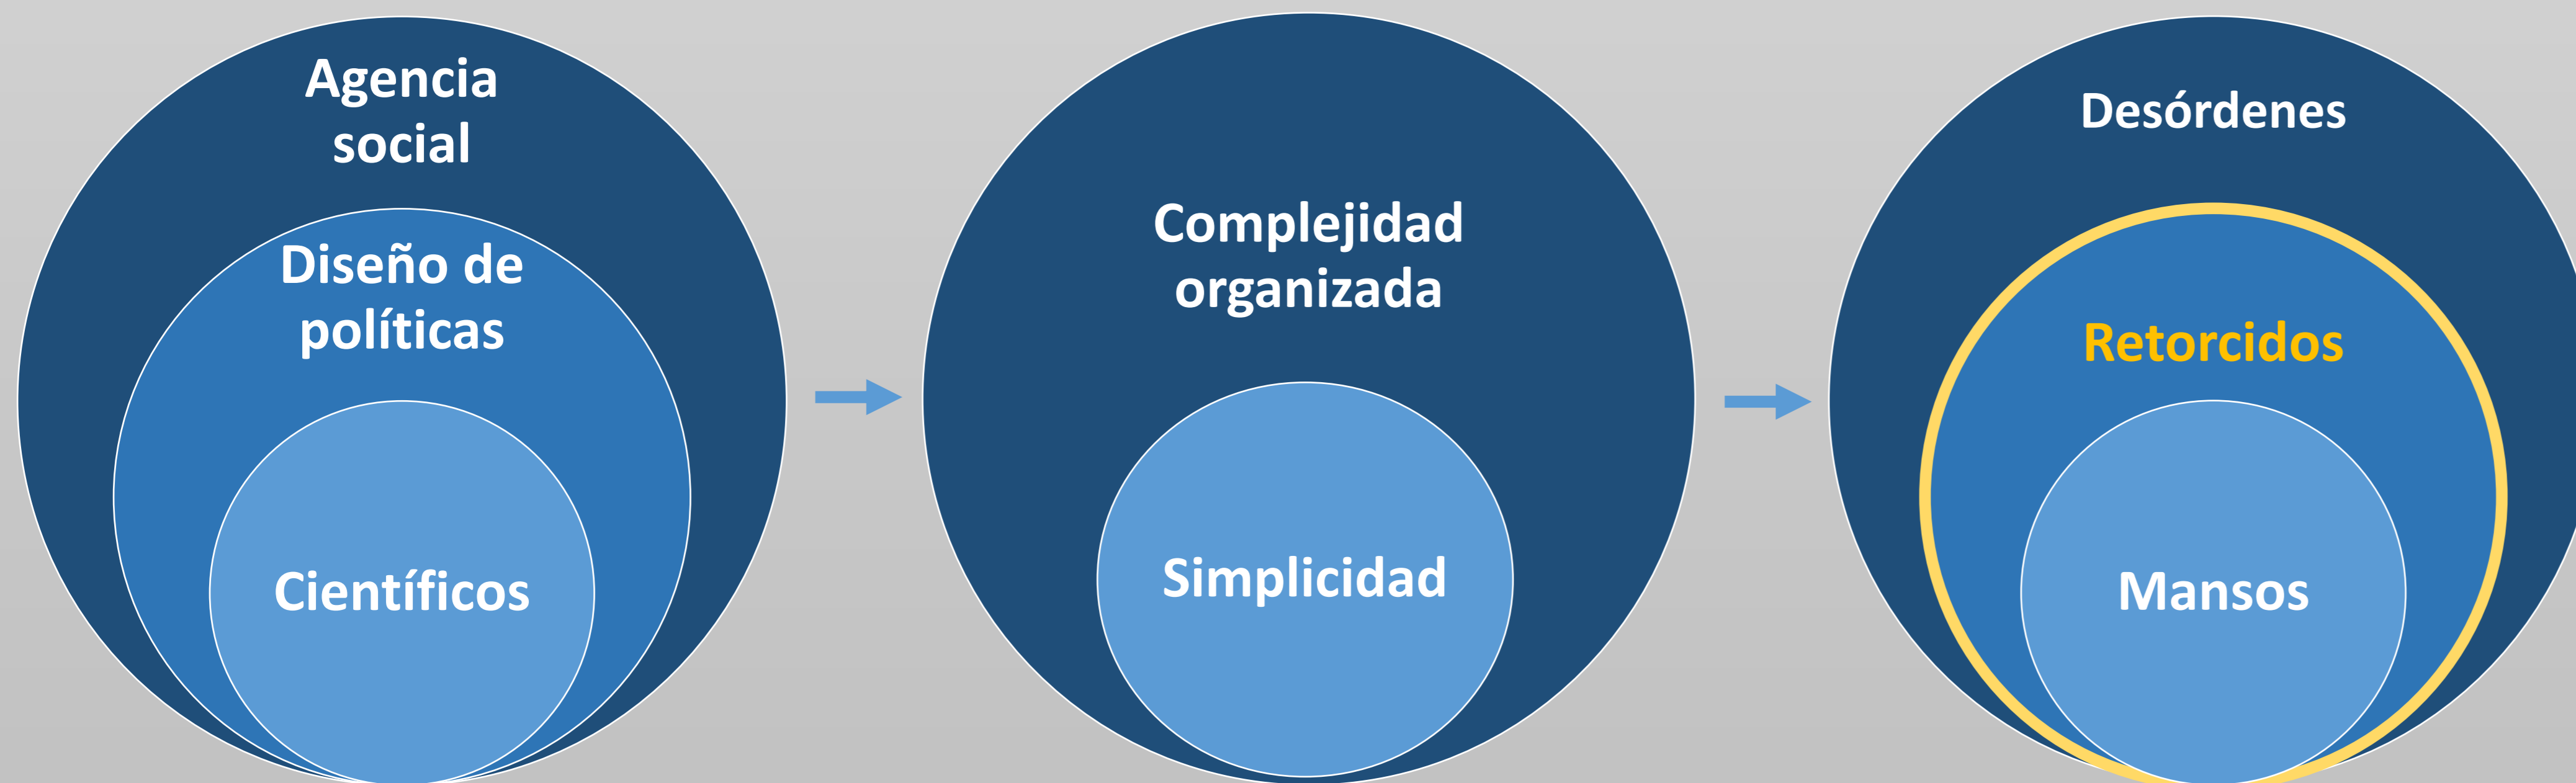 Agencia
social
Diseño de
políticas
Científicos
Complejidad
organizada
Simplicidad
Desórdenes
Retorcidos
Mansos